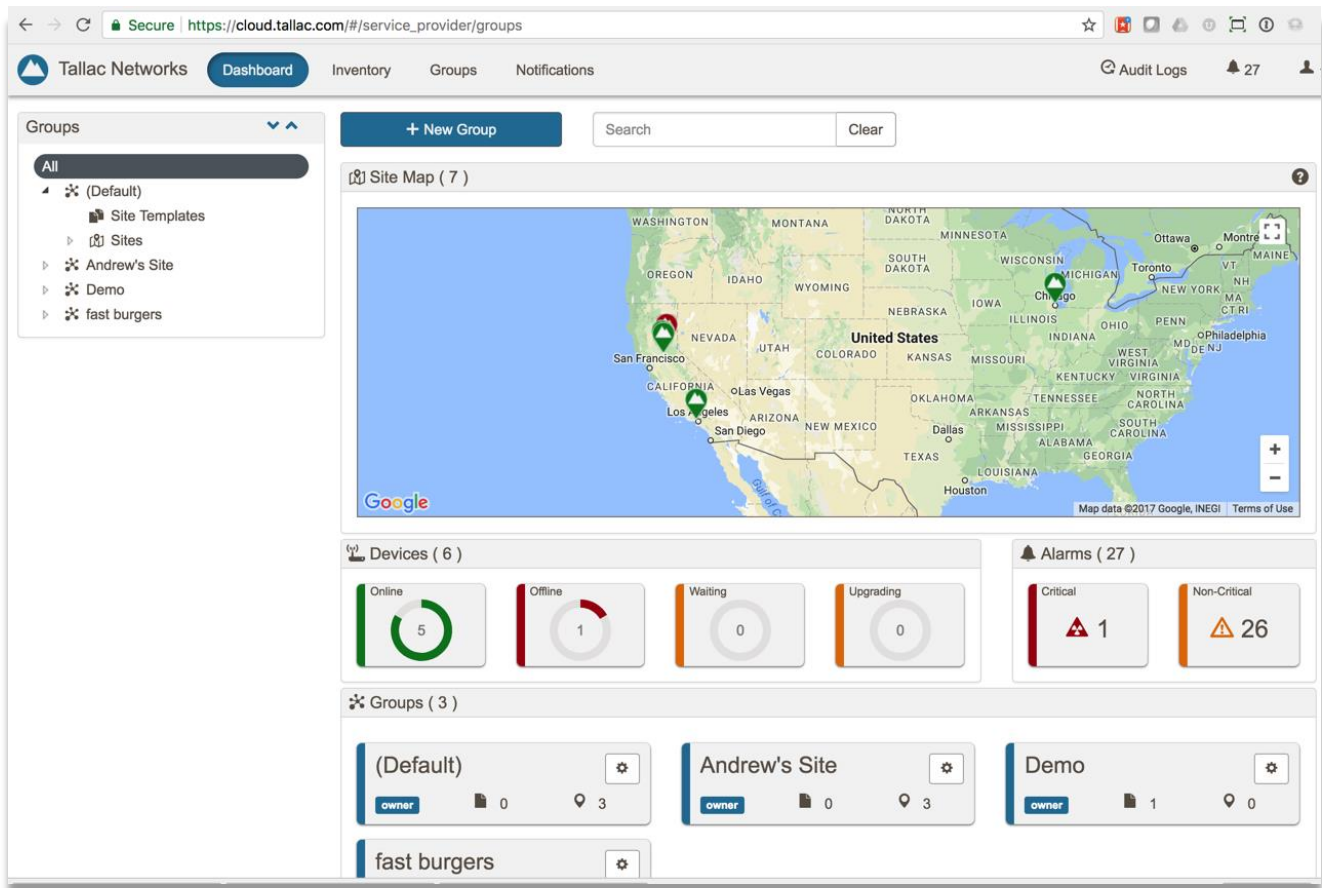 Secure https://cloud.tallac.com/#/service_provider/groups
Tallac Networks Dashboard Inventory Groups Notifications Audit Logs 27
Groups
All
(Default)
Site Templates
Sites
Andrew's Site
Demo
fast burgers
+ New Group Search Clear
Site Map ( 7 )
WASHINGTON
MONTANA
NORTH
DAKOTA
MINNESOTA
Ottawa
MAINE
SOUTH
DAKOTA
WISCONSIN
MICHIGAN
Toronto
VT
NH
OREGON
IDAHO
WYOMING
NEW YORK
MA
CT RI
IOWA
NEBRASKA
ILLINOIS
INDIANA
OHIO
PENN
Philadelphia
MD
DE
NJ
NEVADA
UTAH
COLORADO
United States
KANSAS
MISSOURI
WEST
VIRGINIA
KENTUCKY
VIRGINIA
San Francisco
CALIFORNIA
Las Vegas
OKLAHOMA
TENNESSEE
NORTH
CAROLINA
ARKANSAS
Los
ARIZONA
NEW MEXICO
San Diego
Dallas
MISSISSIPPI
SOUTH
CAROLINA
ALABAMA
GEORGIA
TEXAS
LOUISIANA
Houston
Gulf of
+
−
Google
Map data ©2017 Google, INEGI Terms of Use
Devices ( 6 )
Online
5
Offline
1
Waiting
0
Upgrading
0
Alarms ( 27 )
Critical
1
Non-Critical
26
Groups ( 3 )
(Default)
owner 0 3
Andrew's Site
owner 0 3
Demo
owner 1 0
fast burgers